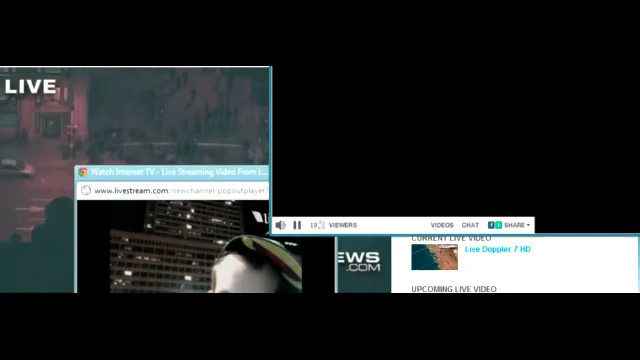 LIVE
Watch Internet TV - Live Streaming Video From L...
www.livestream.com/newchannel/popoutplayer?
VIEWERS
VIDEOS CHAT SHARE
EWS
.COM
CURRENT LIVE VIDEO
Live Doppler 7 HD
UPCOMING LIVE VIDEO